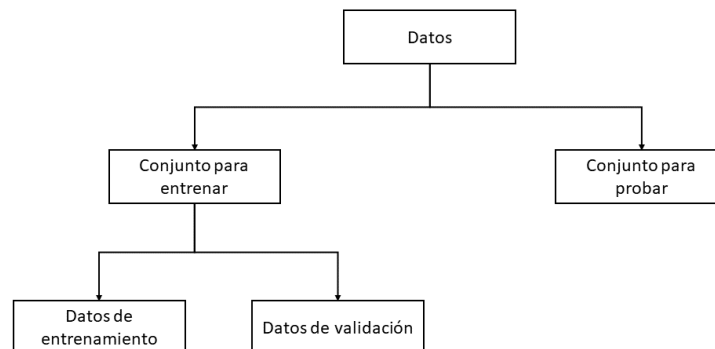 Datos
Conjunto para
entrenar
Conjunto para
probar
Datos de
entrenamiento
Datos de validación